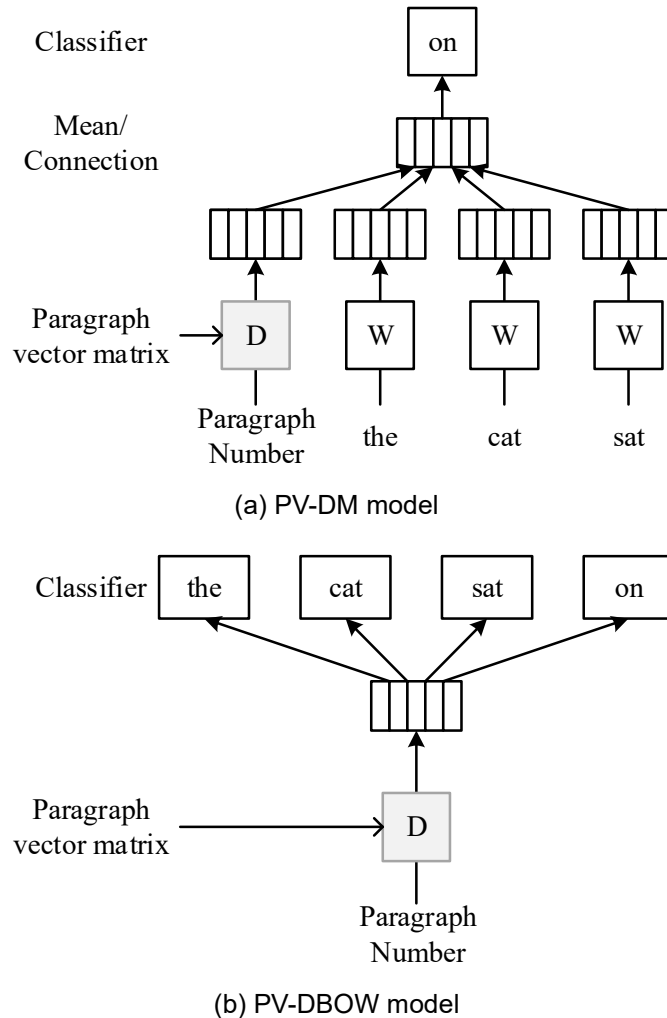 Classifier
on
Mean/
Connection
Paragraph
vector matrix
D
W
W
W
Paragraph
Number
the
cat
sat
(a) PV-DM model
Classifier
the
cat
sat
on
Paragraph
vector matrix
D
Paragraph
Number
(b) PV-DBOW model